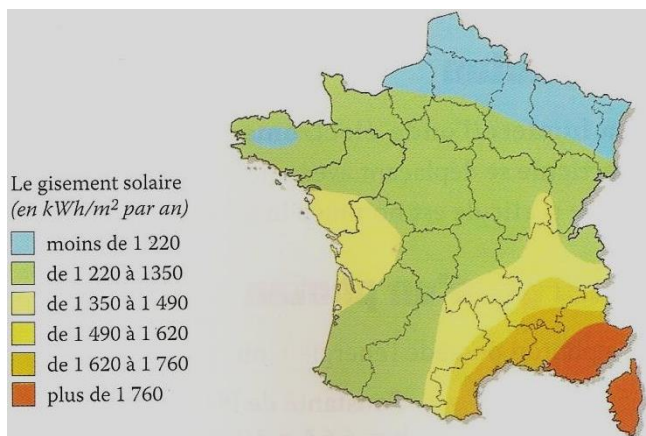 Le gisement solaire
(en kWh/m² par an)
moins de 1 220
de 1 220 à 1350
de 1 350 à 1 490
de 1 490 à 1 620
de 1 620 à 1 760
plus de 1 760